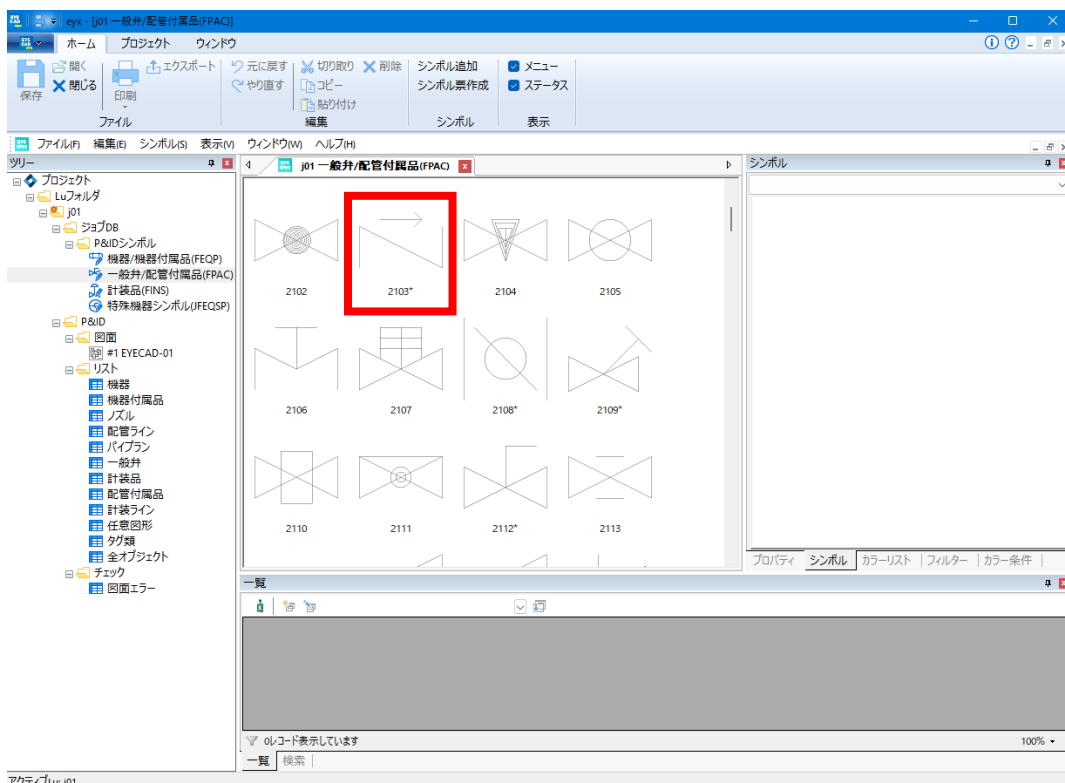 eyx - [j01 一般弁/配管付属品(FPAC)]
ホーム プロジェクト ウィンドウ
開く エクスポート 元に戻す 切り取り 削除 シンボル追加 メニュー
閉じる やり直す コピー シンボル票作成 ステータス
保存 印刷 貼り付け
ファイル 編集 シンボル 表示
ファイル(F) 編集(E) シンボル(S) 表示(V) ウィンドウ(W) ヘルプ(H)
ツリー
プロジェクト
Luフォルダ
j01
ジョブDB
P&IDシンボル
機器/機器付属品(FEQP)
一般弁/配管付属品(FPAC)
計装品(FINS)
特殊機器シンボル(JFEQSP)
P&ID
図面
#1 EYECAD-01
リスト
機器
機器付属品
ノズル
配管ライン
パイプラン
一般弁
計装品
配管付属品
計装ライン
任意図形
タグ類
全オブジェクト
チェック
図面エラー
j01 一般弁/配管付属品(FPAC)
2102 2103* 2104 2105
2106 2107 2108* 2109*
2110 2111 2112* 2113
シンボル
プロパティ シンボル カラーリスト フィルター カラー条件
一覧
0レコード表示しています 100%
一覧 検索
アクティブLu: j01